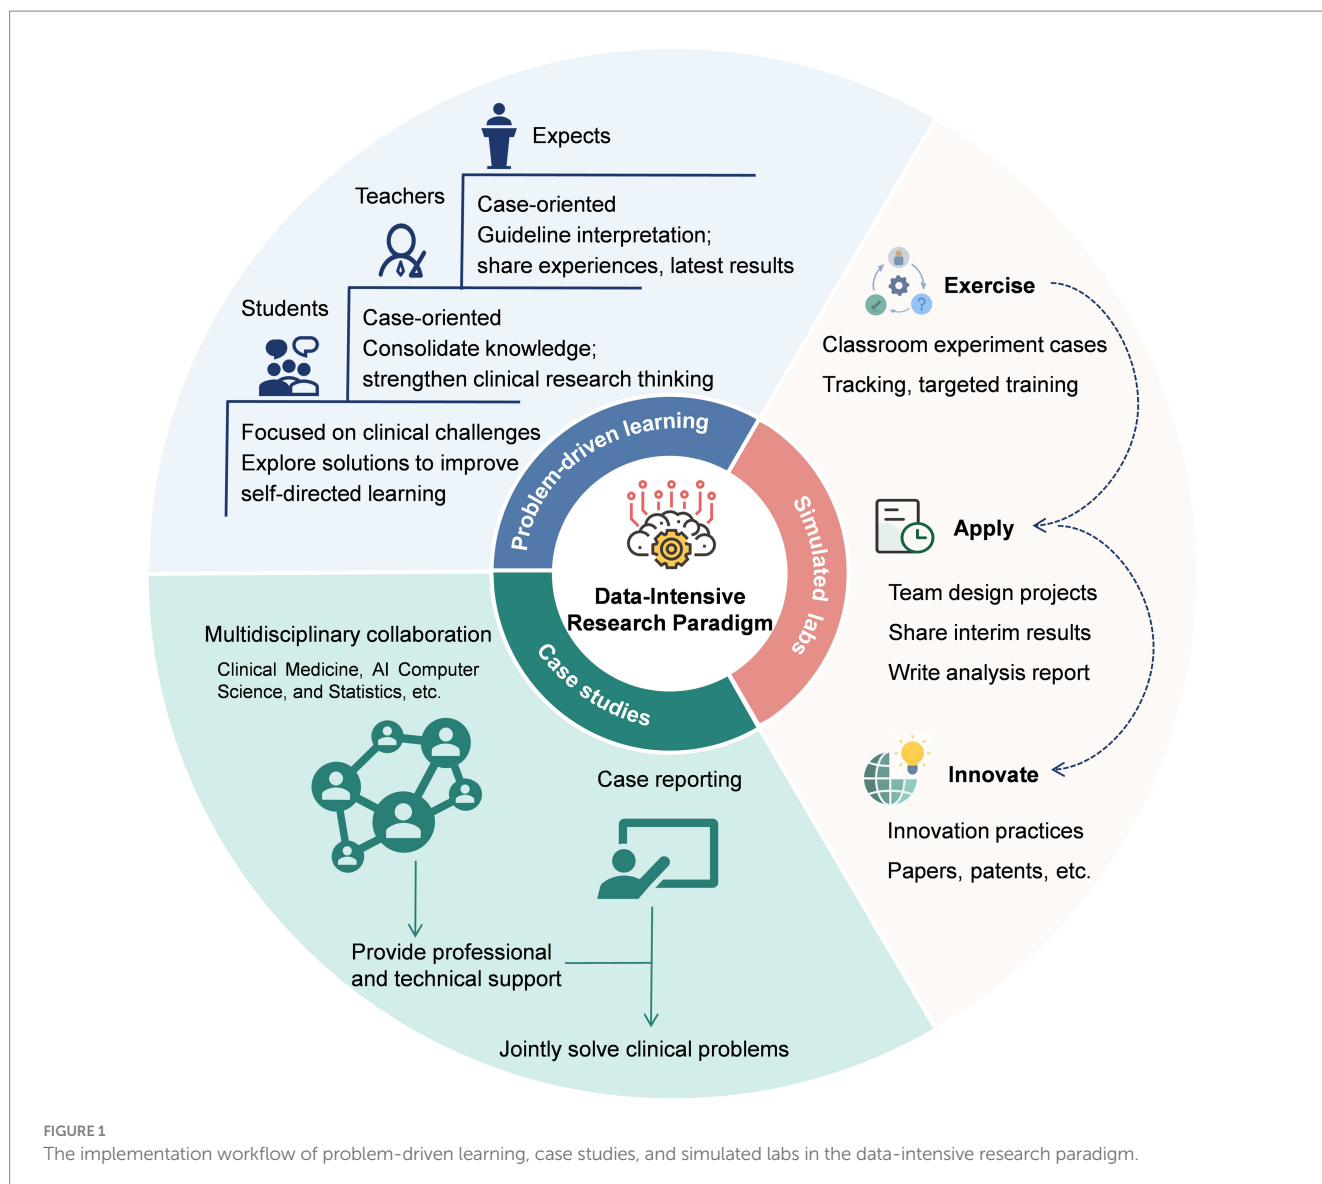 Expects
Case-oriented
Guideline interpretation;
share experiences, latest results
Teachers
Case-oriented
Consolidate knowledge;
strengthen clinical research thinking
Students
Focused on clinical challenges
Explore solutions to improve
self-directed learning
Problem-driven learning
Simulated labs
Case studies
Data-Intensive
Research Paradigm
Exercise
Classroom experiment cases
Tracking, targeted training
Apply
Team design projects
Share interim results
Write analysis report
Innovate
Innovation practices
Papers, patents, etc.
Multidisciplinary collaboration
Clinical Medicine, AI Computer
Science, and Statistics, etc.
Case reporting
Provide professional
and technical support
Jointly solve clinical problems
FIGURE 1
The implementation workflow of problem-driven learning, case studies, and simulated labs in the data-intensive research paradigm.